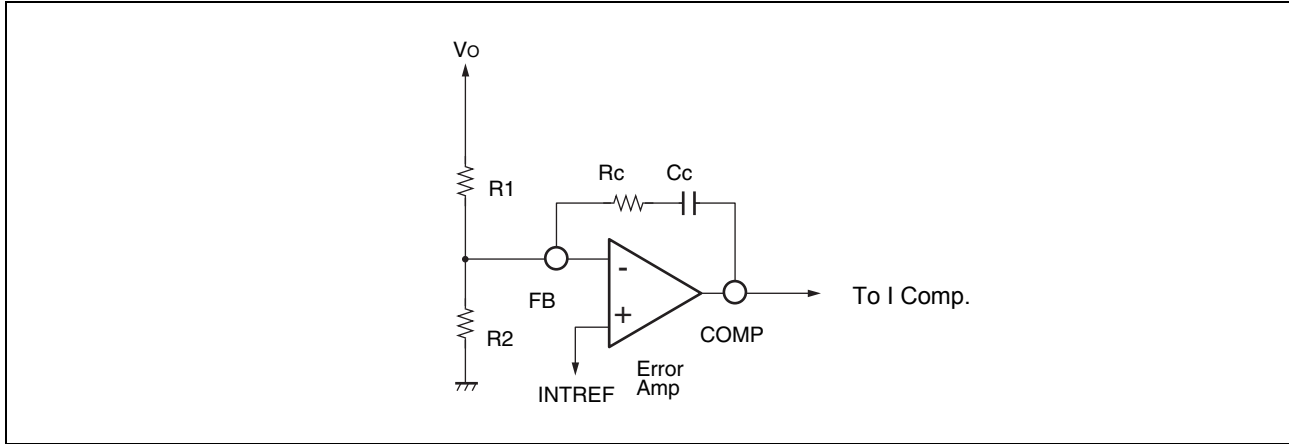 Vo
Rc
Cc
R1
-
FB
+
To I Comp.
R2
COMP
Error
Amp
INTREF